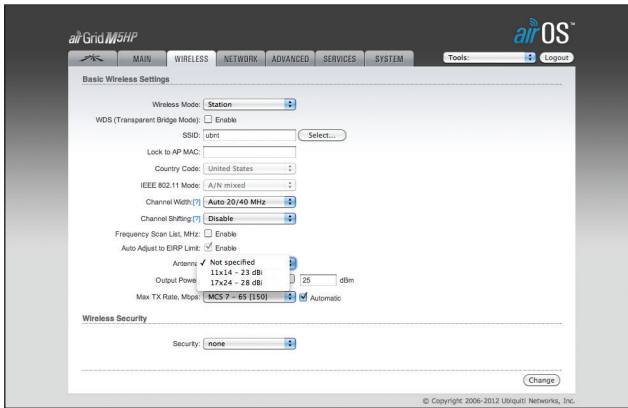 airGrid M5HP
airOS™
MAIN WIRELESS NETWORK ADVANCED SERVICES SYSTEM Tools: Logout
Basic Wireless Settings
Wireless Mode: Station
WDS (Transparent Bridge Mode): Enable
SSID: ubnt Select...
Lock to AP MAC:
Country Code: United States
IEEE 802.11 Mode: A/N mixed
Channel Width:[?] Auto 20/40 MHz
Channel Shifting:[?] Disable
Frequency Scan List, MHz: Enable
Auto Adjust to EIRP Limit: Enable
Antenna ✓ Not specified
11x14 - 23 dBi
Output Powe 25 dBm
17x24 - 28 dBi
Max TX Rate, Mbps: MCS 7 - 65 [150] Automatic
Wireless Security
Security: none
Change
© Copyright 2006-2012 Ubiquiti Networks, Inc.